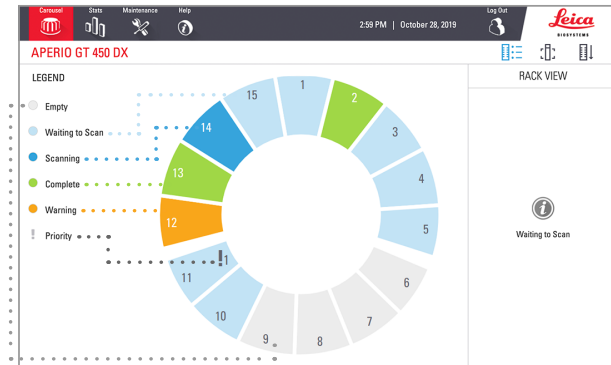 Carousel Stats Maintenance Help
2:59 PM | October 28, 2019
Log Out
Leica
BIOSYSTEMS
APERIO GT 450 DX
LEGEND
RACK VIEW
Empty
Waiting to Scan
Scanning
Complete
Warning
! Priority
1
2
3
4
5
6
7
8
9
10
11
!1
12
13
14
15
i
Waiting to Scan